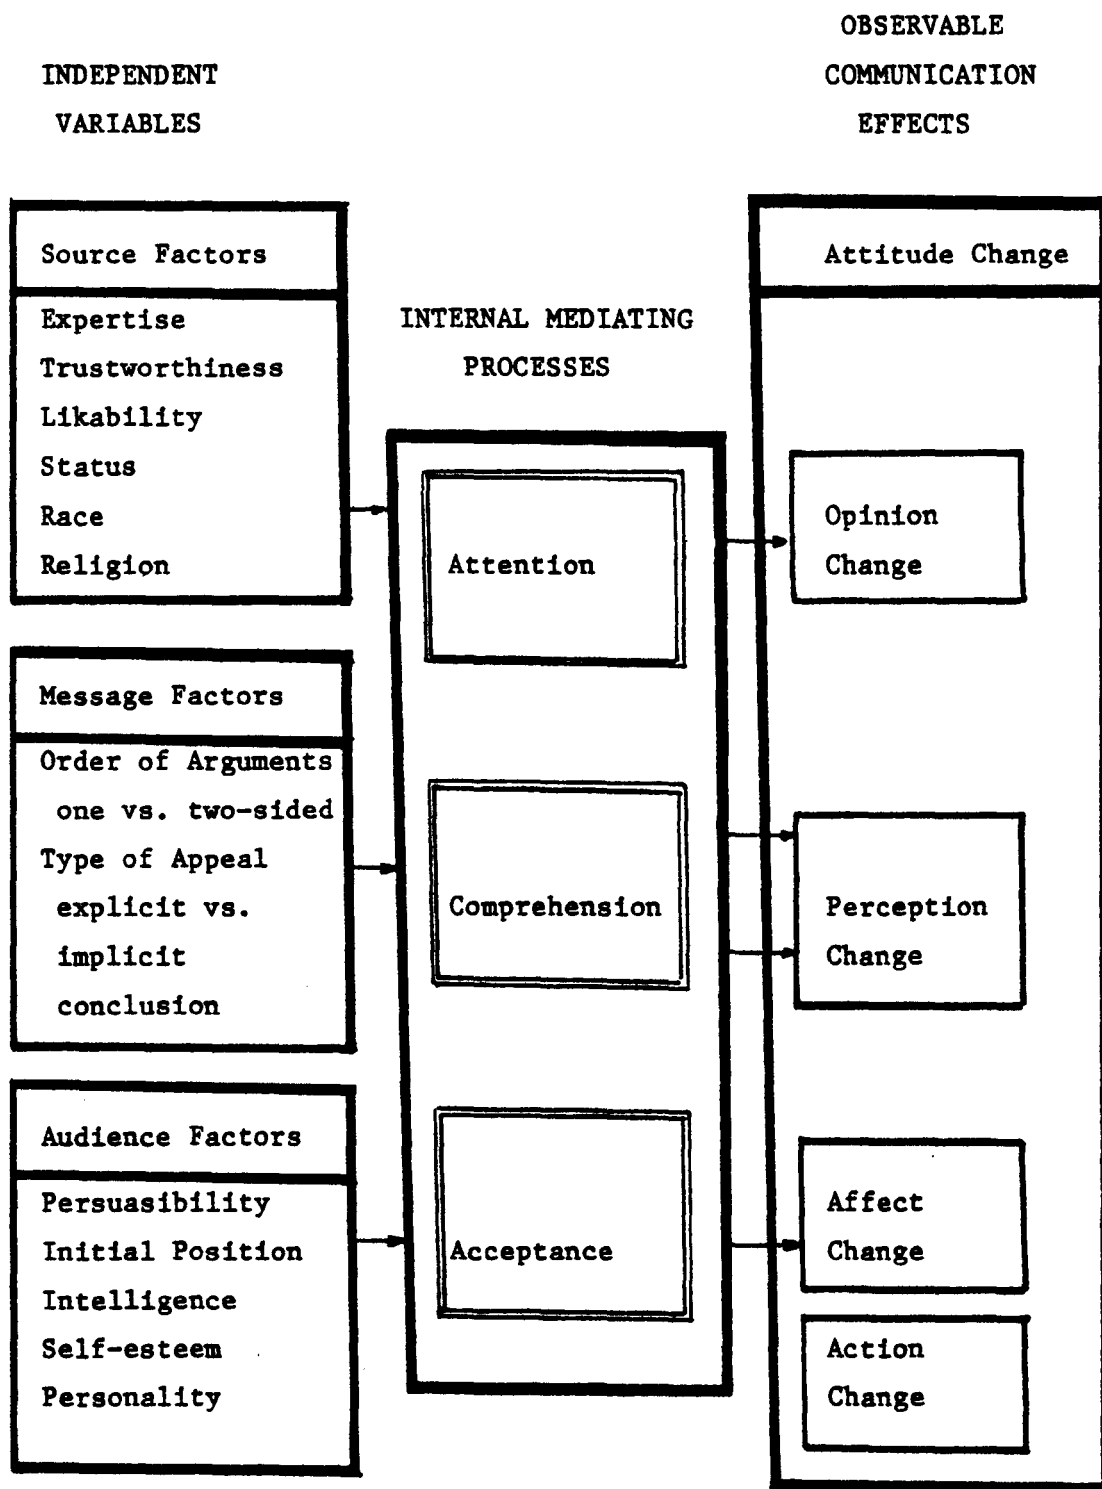 INDEPENDENT
VARIABLES
OBSERVABLE
COMMUNICATION
EFFECTS
Source Factors
Expertise
Trustworthiness
Likability
Status
Race
Religion
Message Factors
Order of Arguments
one vs. two-sided
Type of Appeal
explicit vs.
implicit
conclusion
Audience Factors
Persuasibility
Initial Position
Intelligence
Self-esteem
Personality
INTERNAL MEDIATING
PROCESSES
Attention
Comprehension
Acceptance
Attitude Change
Opinion
Change
Perception
Change
Affect
Change
Action
Change